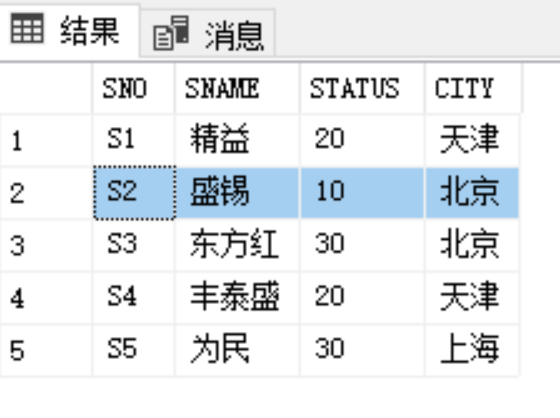 结果 消息
SNO SNAME STATUS CITY
1 S1 精益 20 天津
2 S2 盛锡 10 北京
3 S3 东方红 30 北京
4 S4 丰泰盛 20 天津
5 S5 为民 30 上海